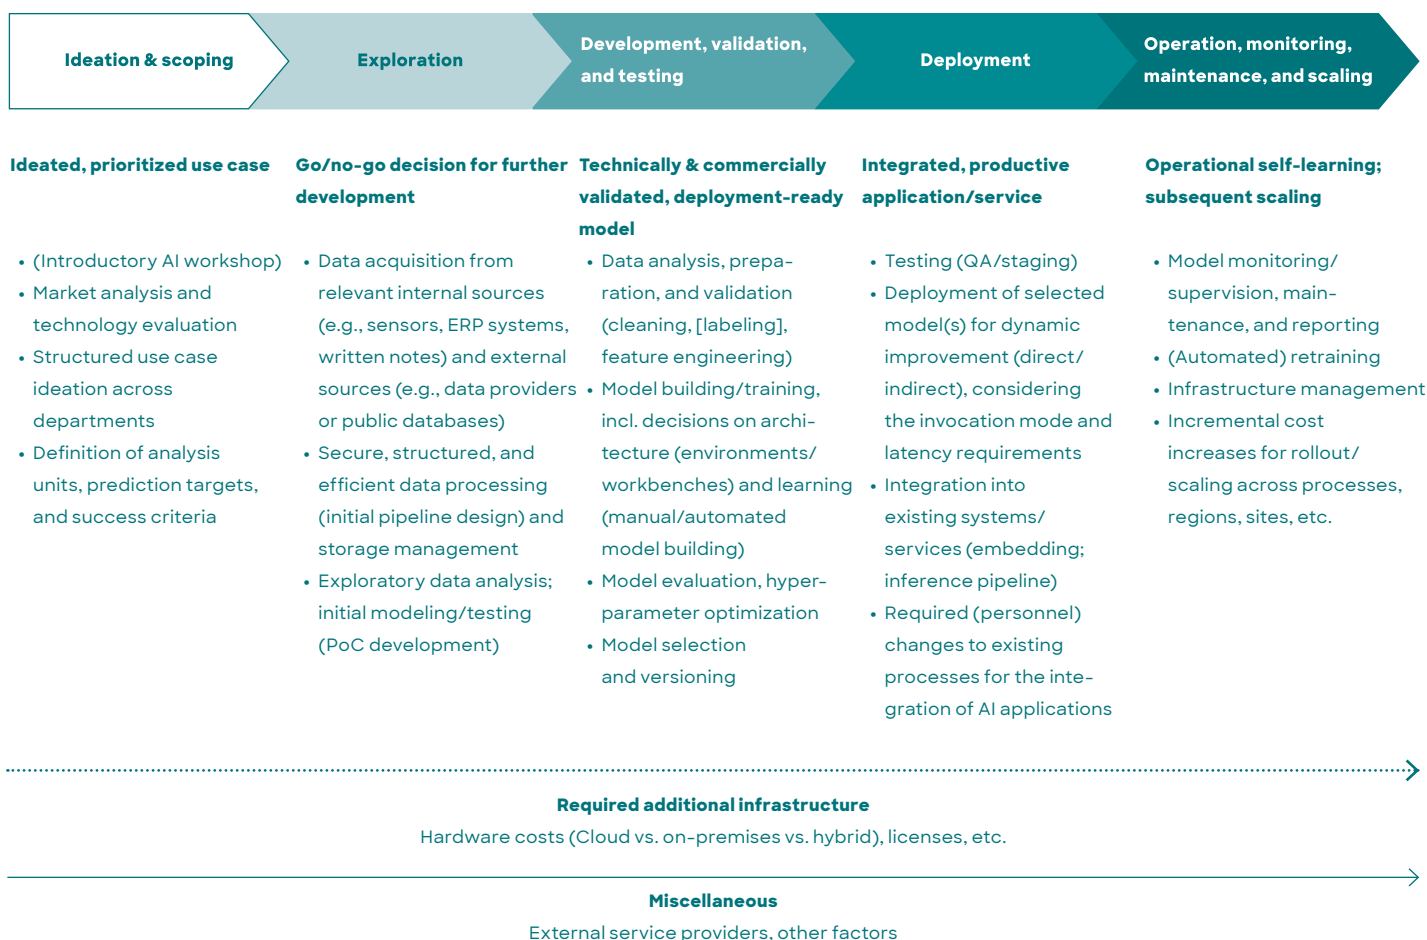 Ideation & scoping
Exploration
Development, validation,
and testing
Deployment
Operation, monitoring,
maintenance, and scaling
Ideated, prioritized use case
• (Introductory AI workshop)
• Market analysis and
technology evaluation
• Structured use case
ideation across
departments
• Definition of analysis
units, prediction targets,
and success criteria
Go/no-go decision for further
development
• Data acquisition from
relevant internal sources
(e.g., sensors, ERP systems,
written notes) and external
sources (e.g., data providers
or public databases)
• Secure, structured, and
efficient data processing
(initial pipeline design) and
storage management
• Exploratory data analysis;
initial modeling/testing
(PoC development)
Technically & commercially
validated, deployment-ready
model
• Data analysis, prepa-
ration, and validation
(cleaning, [labeling],
feature engineering)
• Model building/training,
incl. decisions on archi-
tecture (environments/
workbenches) and learning
(manual/automated
model building)
• Model evaluation, hyper-
parameter optimization
• Model selection
and versioning
Integrated, productive
application/service
• Testing (QA/staging)
• Deployment of selected
model(s) for dynamic
improvement (direct/
indirect), considering
the invocation mode and
latency requirements
• Integration into
existing systems/
services (embedding;
inference pipeline)
• Required (personnel)
changes to existing
processes for the inte-
gration of AI applications
Operational self-learning;
subsequent scaling
• Model monitoring/
supervision, main-
tenance, and reporting
• (Automated) retraining
• Infrastructure management
• Incremental cost
increases for rollout/
scaling across processes,
regions, sites, etc.
Required additional infrastructure
Hardware costs (Cloud vs. on-premises vs. hybrid), licenses, etc.
Miscellaneous
External service providers, other factors